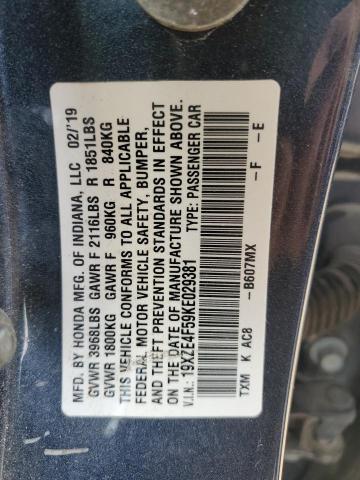 MFD. BY HONDA MFG. OF INDIANA, LLC 02/'19
GVWR 3968LBS GAWR F 2116LBS R 1851LBS
GVWR 1800KG GAWR F 960KG R 840KG
THIS VEHICLE CONFORMS TO ALL APPLICABLE
FEDERAL MOTOR VEHICLE SAFETY, BUMPER,
AND THEFT PREVENTION STANDARDS IN EFFECT
ON THE DATE OF MANUFACTURE SHOWN ABOVE.
V.I.N.: 19XZE4F59KE029381 TYPE: PASSENGER CAR
-B607MX -F -E
TXM K AC8